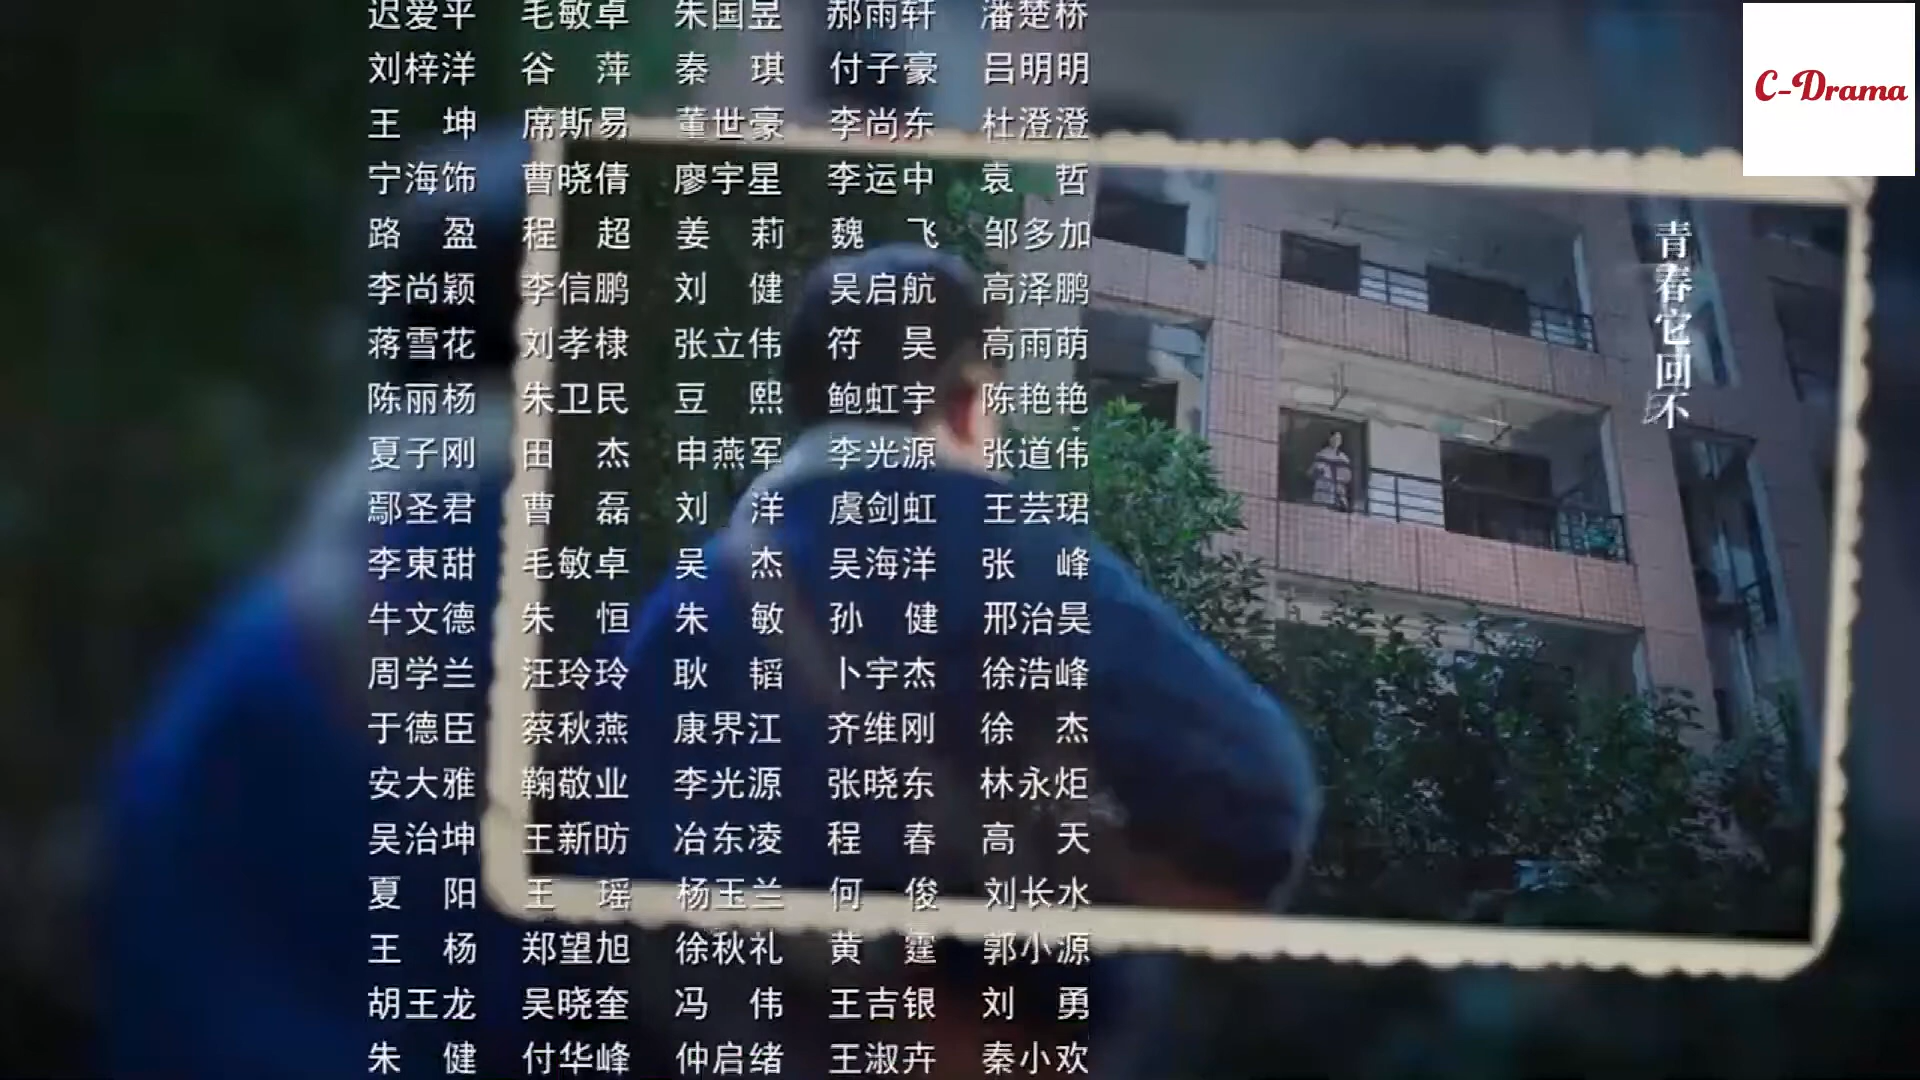 迟爱平 毛敏卓 朱国昱 郝雨轩 潘楚桥
刘梓洋 谷萍 秦琪 付子豪 吕明明
王坤 席斯易 董世豪 李尚东 杜澄澄
宁海饰 曹晓倩 廖宇星 李运中 袁哲
路盈 程超 姜莉 魏飞 邹多加
李尚颖 李信鹏 刘健 吴启航 高泽鹏
蒋雪花 刘孝棣 张立伟 符昊 高雨萌
陈丽杨 朱卫民 豆熙 鲍虹宇 陈艳艳
夏子刚 田杰 申燕军 李光源 张道伟
鄢圣君 曹磊 刘洋 虞剑虹 王芸珺
李東甜 毛敏卓 吴杰 吴海洋 张峰
牛文德 朱恒 朱敏 孙健 邢治昊
周学兰 汪玲玲 耿韬 卜宇杰 徐浩峰
于德臣 蔡秋燕 康界江 齐维刚 徐杰
安大雅 鞠敬业 李光源 张晓东 林永炬
吴治坤 王新昉 冶东凌 程春 高天
夏阳 王瑶 杨玉兰 何俊 刘长水
王杨 郑望旭 徐秋礼 黄霆 郭小源
胡王龙 吴晓奎 冯伟 王吉银 刘勇
朱健 付华峰 仲启绪 王淑卉 秦小欢
青春它回不
C-Drama